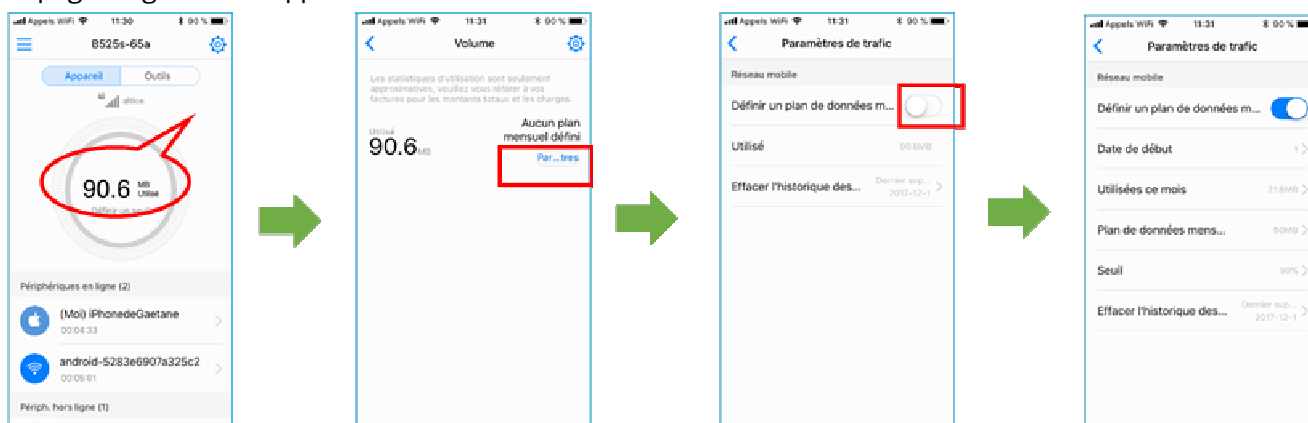 Appels WiFi 11:30 90 %
B525s-65a
Appareil Outils
4G altice
90.6 MB
Utilisé
Définir un
Périphériques en ligne (2)
(Moi) iPhonedeGaetane
00:04:33
android-5283e6907a325c2
00:05:01
Périph. hors ligne (1)
Appels WiFi 11:31 90 %
Volume
Les statistiques d'utilisation sont seulement
approximatives, veuillez vous référer à vos
factures pour les montants totaux et les charges.
Utilisé
90.6 MB
Aucun plan
mensuel défini
Par...tres
Appels WiFi 11:31 90 %
Paramètres de trafic
Réseau mobile
Définir un plan de données m...
Utilisé 90.6MB
Effacer l'historique des... Dernier sup...
2017-12-1
Appels WiFi 11:31 90 %
Paramètres de trafic
Réseau mobile
Définir un plan de données m...
Date de début 1
Utilisées ce mois 21.8MB
Plan de données mens... 50MB
Seuil 90%
Effacer l'historique des... Dernier sup...
2017-12-1